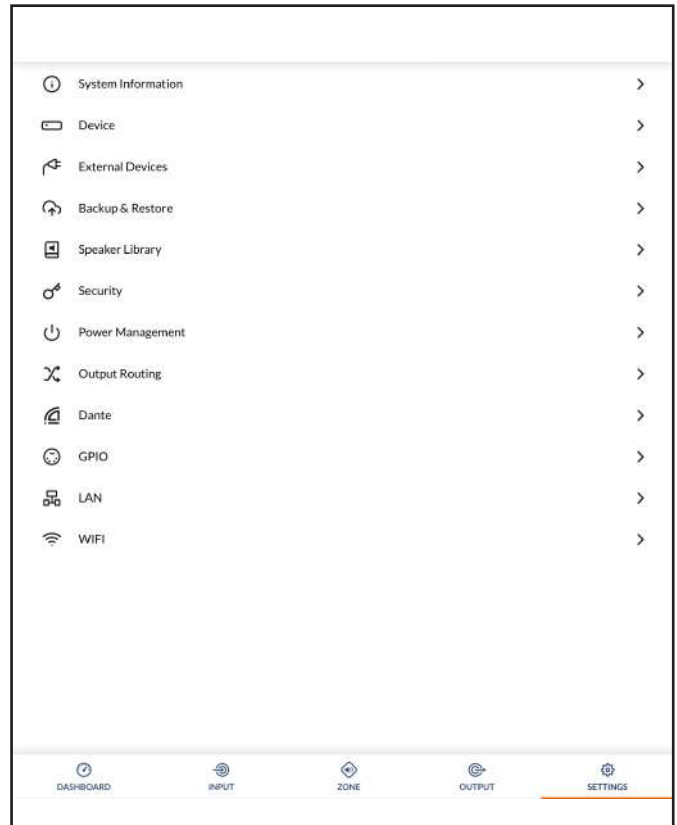 System Information
Device
External Devices
Backup & Restore
Speaker Library
Security
Power Management
Output Routing
Dante
GPIO
LAN
WIFI
DASHBOARD INPUT ZONE OUTPUT SETTINGS